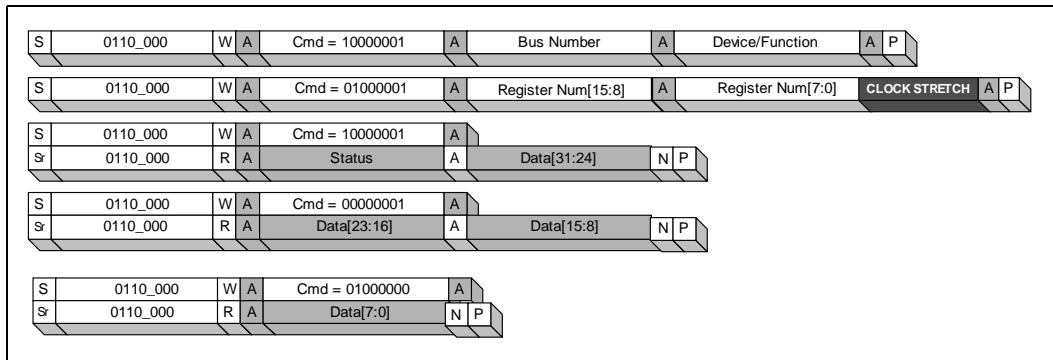 S 0110_000 W A Cmd = 10000001 A Bus Number A Device/Function A P
S 0110_000 W A Cmd = 01000001 A Register Num[15:8] A Register Num[7:0] CLOCK STRETCH A P
S 0110_000 W A Cmd = 10000001 A
Sr 0110_000 R A Status A Data[31:24] N P
S 0110_000 W A Cmd = 00000001 A
Sr 0110_000 R A Data[23:16] A Data[15:8] N P
S 0110_000 W A Cmd = 01000000 A
Sr 0110_000 R A Data[7:0] N P